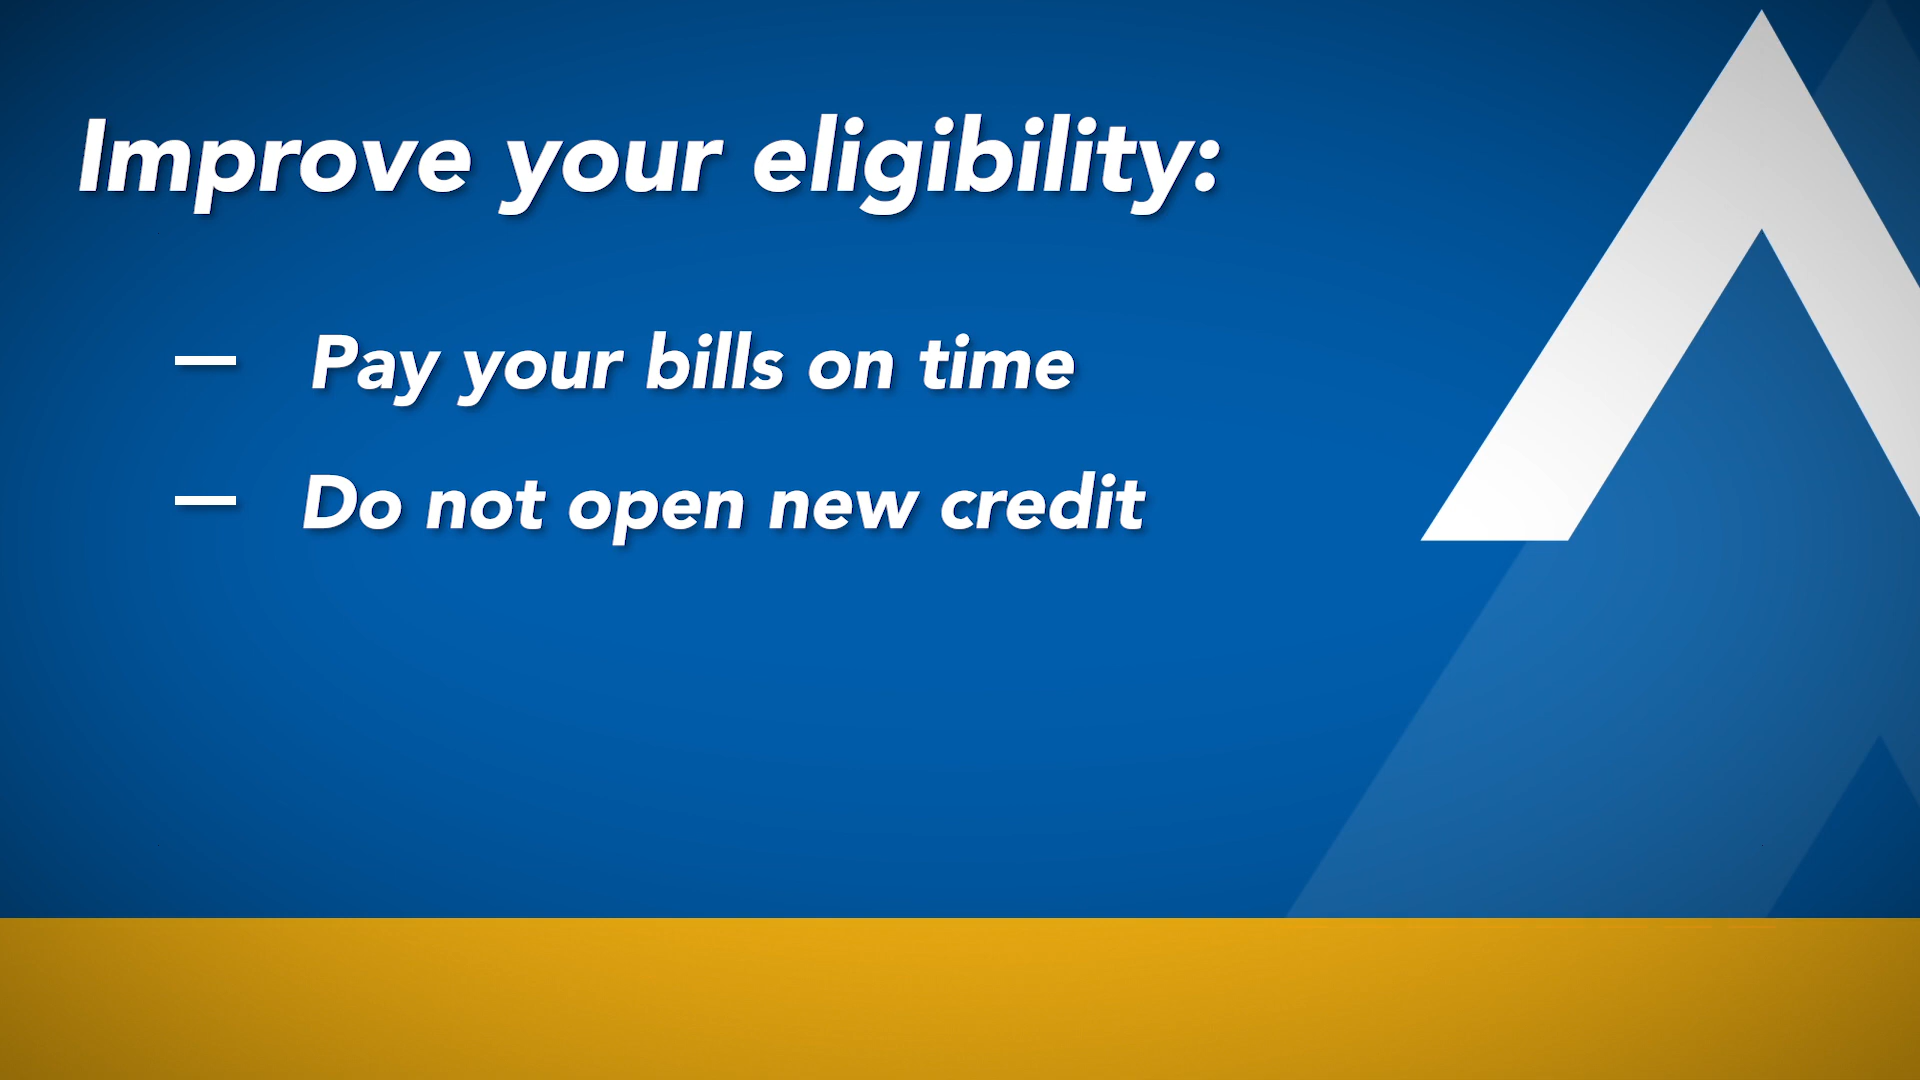 Improve your eligibility:
— Pay your bills on time
— Do not open new credit